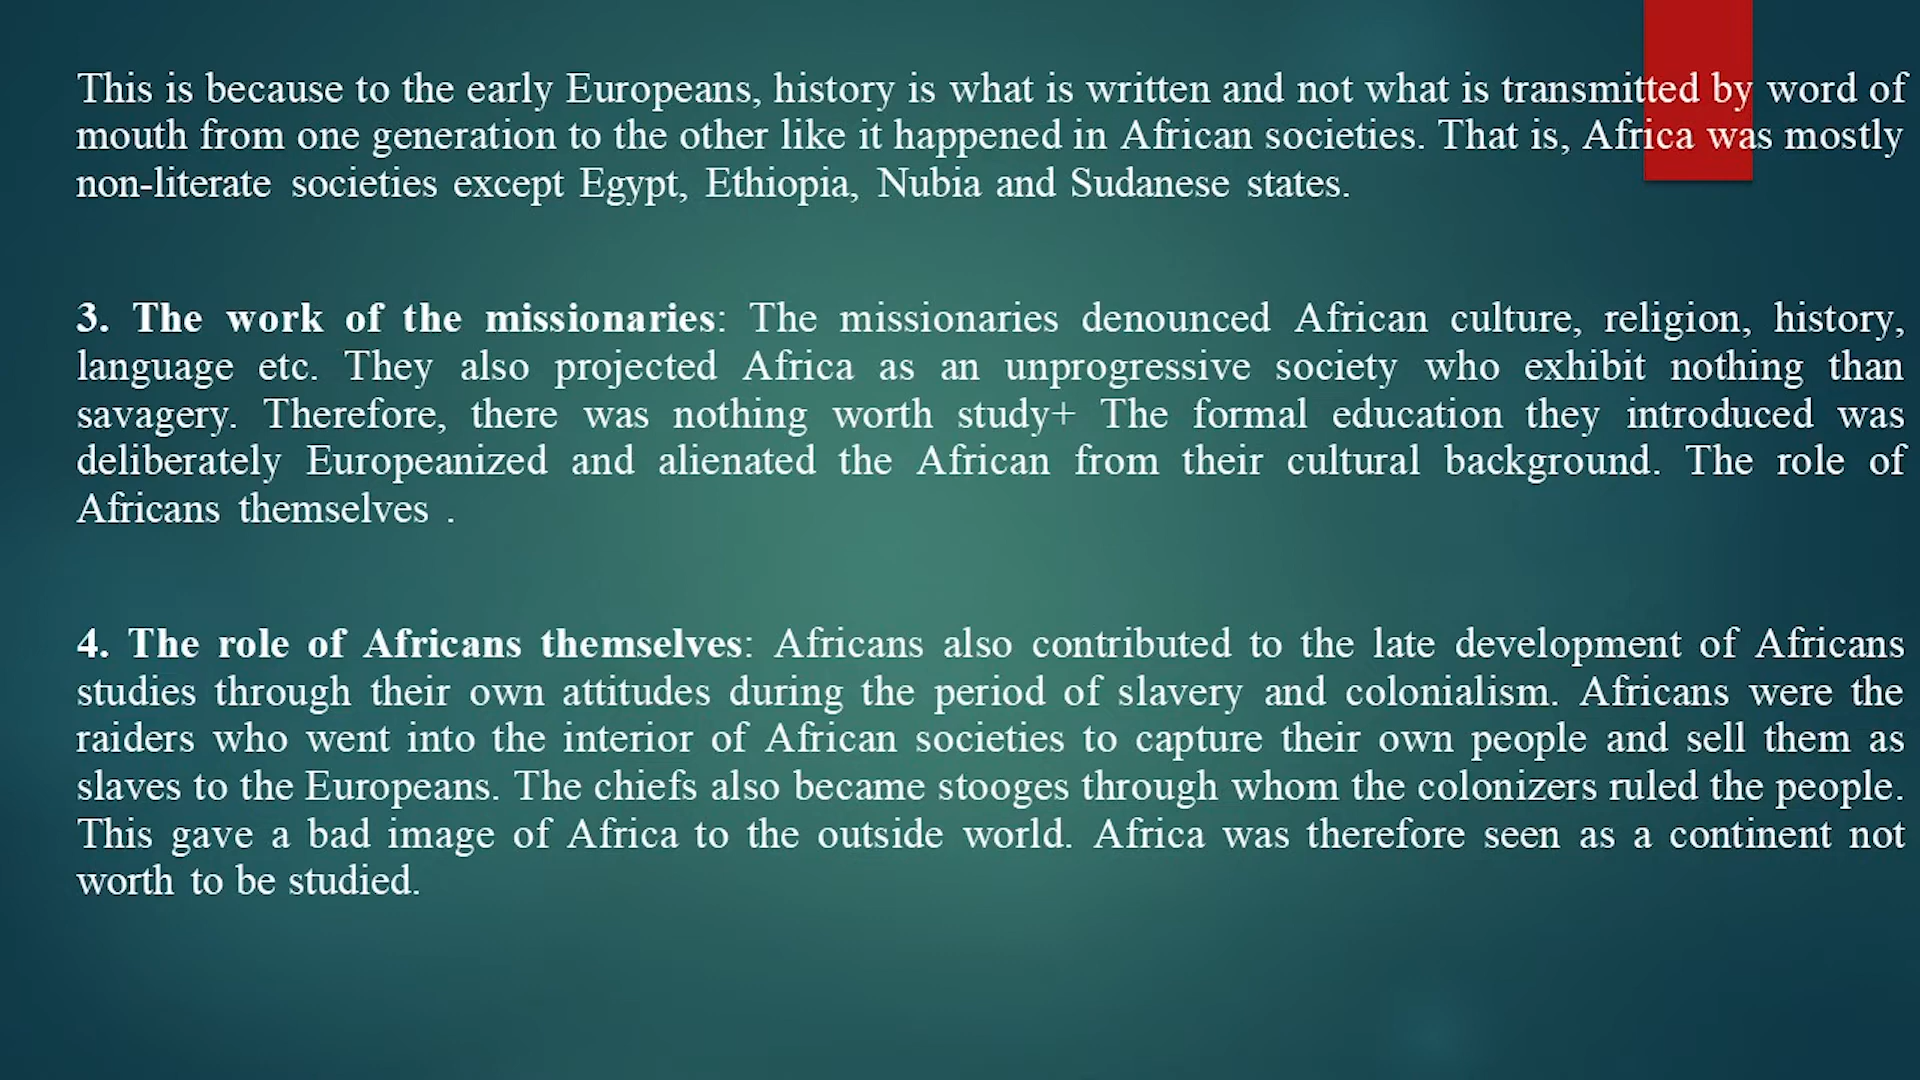 This is because to the early Europeans, history is what is written and not what is transmitted by word of
mouth from one generation to the other like it happened in African societies. That is, Africa was mostly
non-literate societies except Egypt, Ethiopia, Nubia and Sudanese states.
3. The work of the missionaries: The missionaries denounced African culture, religion, history,
language etc. They also projected Africa as an unprogressive society who exhibit nothing than
savagery. Therefore, there was nothing worth study+ The formal education they introduced was
deliberately Europeanized and alienated the African from their cultural background. The role of
Africans themselves .
4. The role of Africans themselves: Africans also contributed to the late development of Africans
studies through their own attitudes during the period of slavery and colonialism. Africans were the
raiders who went into the interior of African societies to capture their own people and sell them as
slaves to the Europeans. The chiefs also became stooges through whom the colonizers ruled the people.
This gave a bad image of Africa to the outside world. Africa was therefore seen as a continent not
worth to be studied.